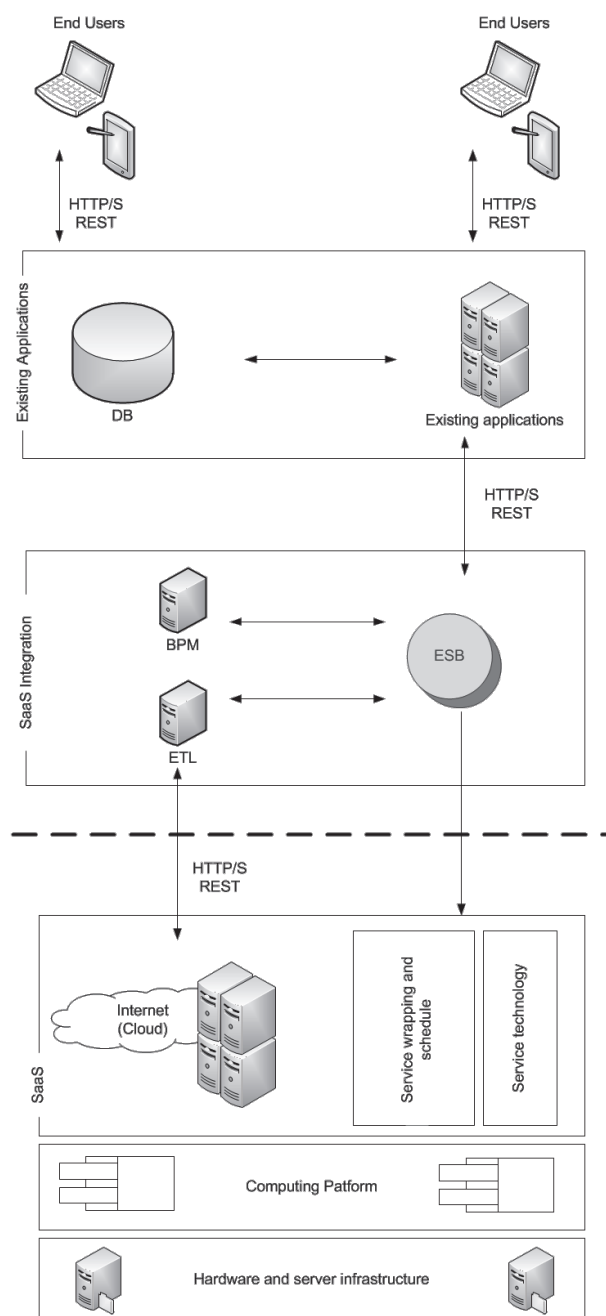 End Users
End Users
HTTP/S
REST
HTTP/S
REST
Existing Applications
DB
Existing applications
HTTP/S
REST
SaaS Integration
BPM
ESB
ETL
HTTP/S
REST
SaaS
Internet
(Cloud)
Service wrapping and
schedule
Service technology
Computing Patform
Hardware and server infrastructure